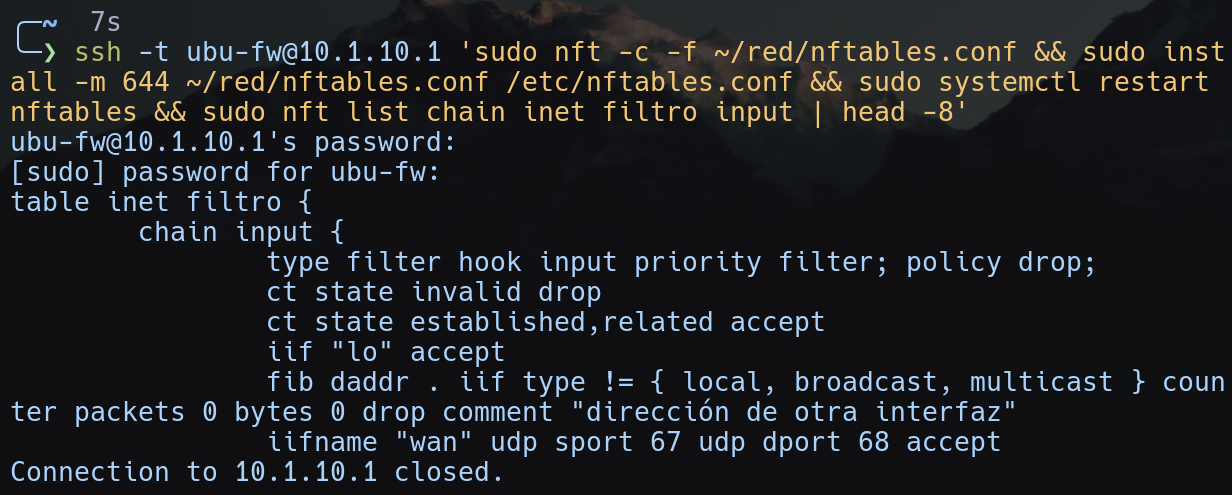 ~  7s
❯ ssh -t ubu-fw@10.1.10.1 'sudo nft -c -f ~/red/nftables.conf && sudo inst
all -m 644 ~/red/nftables.conf /etc/nftables.conf && sudo systemctl restart
nftables && sudo nft list chain inet filtro input | head -8'
ubu-fw@10.1.10.1's password:
[sudo] password for ubu-fw:
table inet filtro {
        chain input {
                type filter hook input priority filter; policy drop;
                ct state invalid drop
                ct state established,related accept
                iif "lo" accept
                fib daddr . iif type != { local, broadcast, multicast } coun
ter packets 0 bytes 0 drop comment "dirección de otra interfaz"
                iifname "wan" udp sport 67 udp dport 68 accept
Connection to 10.1.10.1 closed.